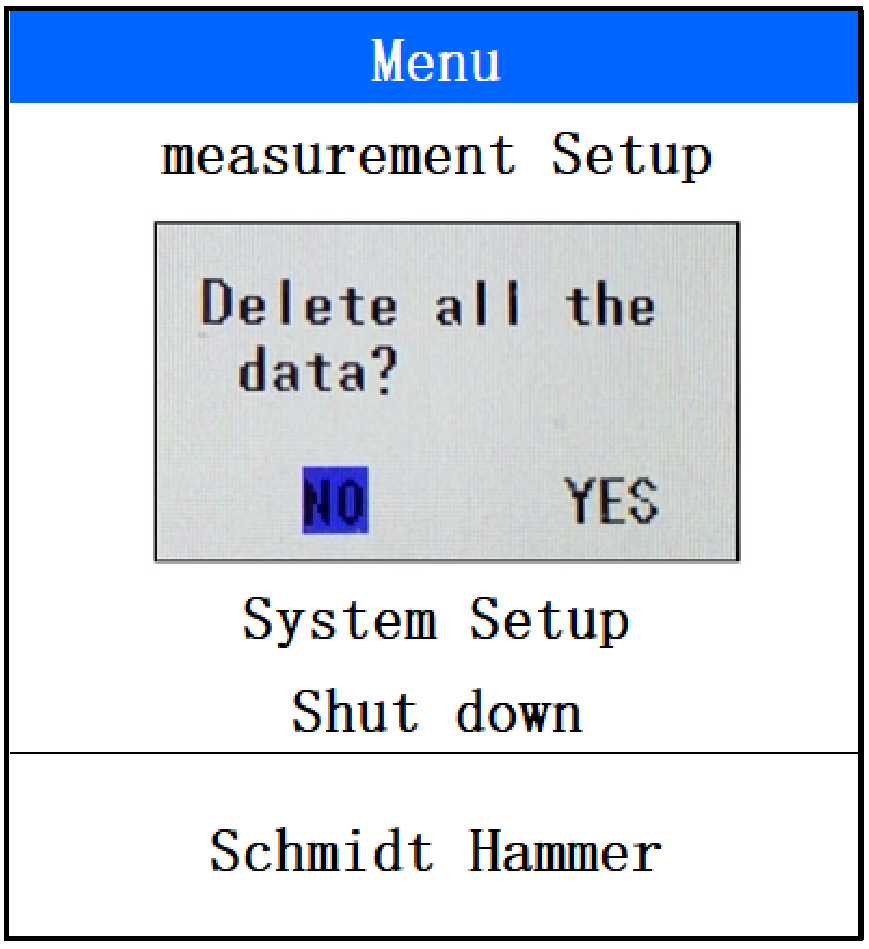 Menu
measurement Setup
Delete all the
data?
NO YES
System Setup
Shut down
Schmidt Hammer